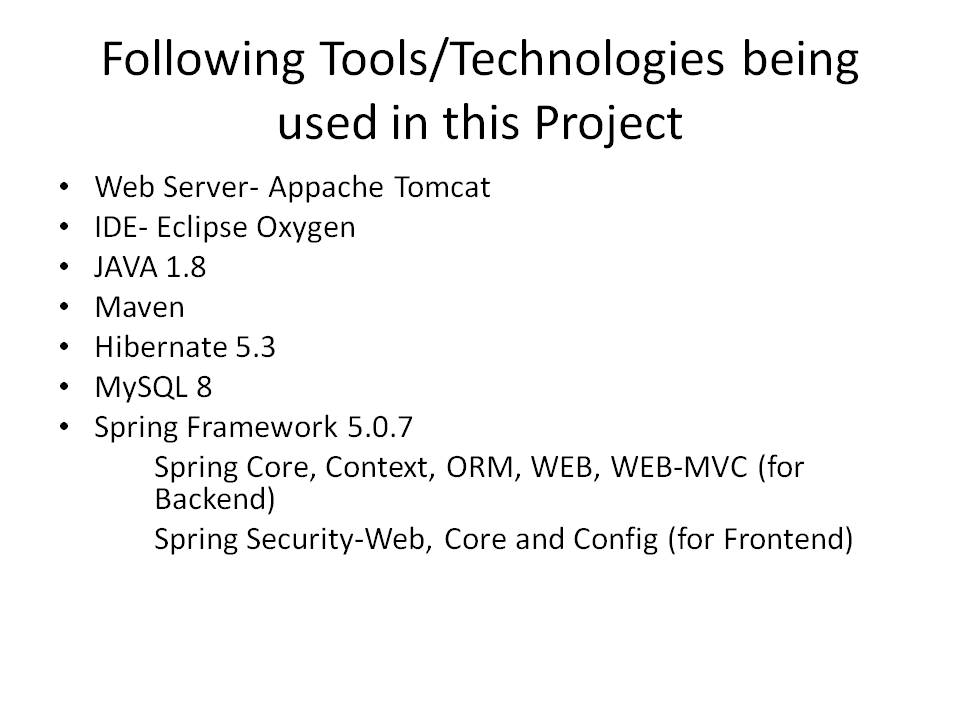 Following Tools/Technologies being
used in this Project
• Web Server- Appache Tomcat
• IDE- Eclipse Oxygen
• JAVA 1.8
• Maven
• Hibernate 5.3
• MySQL 8
• Spring Framework 5.0.7
Spring Core, Context, ORM, WEB, WEB-MVC (for
Backend)
Spring Security-Web, Core and Config (for Frontend)